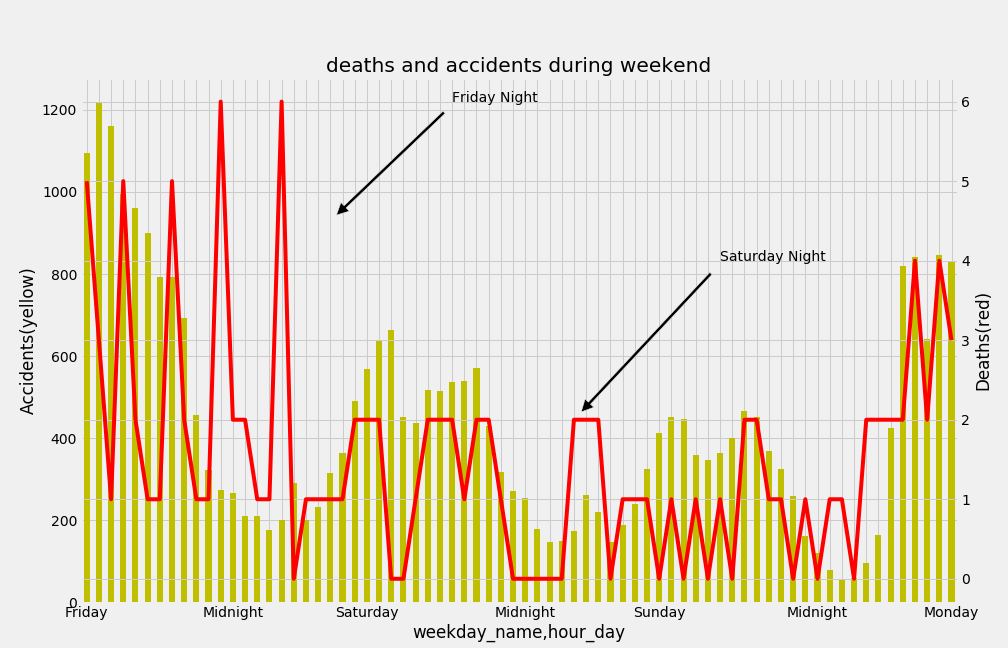 deaths and accidents during weekend
Friday Night
Saturday Night
Accidents(yellow)
1200
1000
800
600
400
200
0
6
5
4
3
2
1
0
Deaths(red)
Friday Midnight Saturday Midnight Sunday Midnight Monday
weekday_name,hour_day